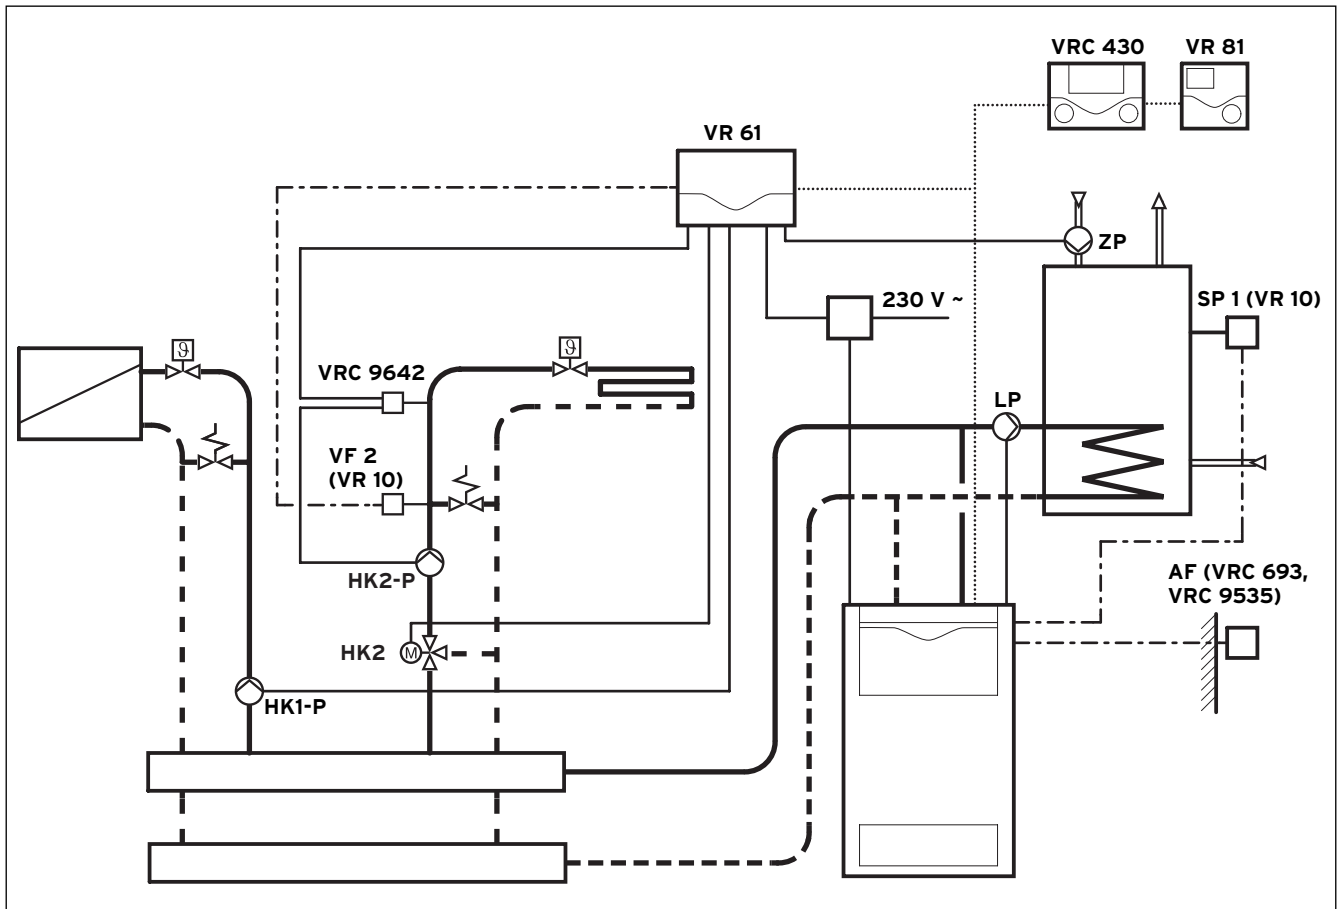 VRC 430
VR 81
VR 61
ZP
SP 1 (VR 10)
230 V ~
ϑ
ϑ
VRC 9642
LP
VF 2
(VR 10)
HK2-P
AF (VRC 693,
VRC 9535)
HK2
M
HK1-P